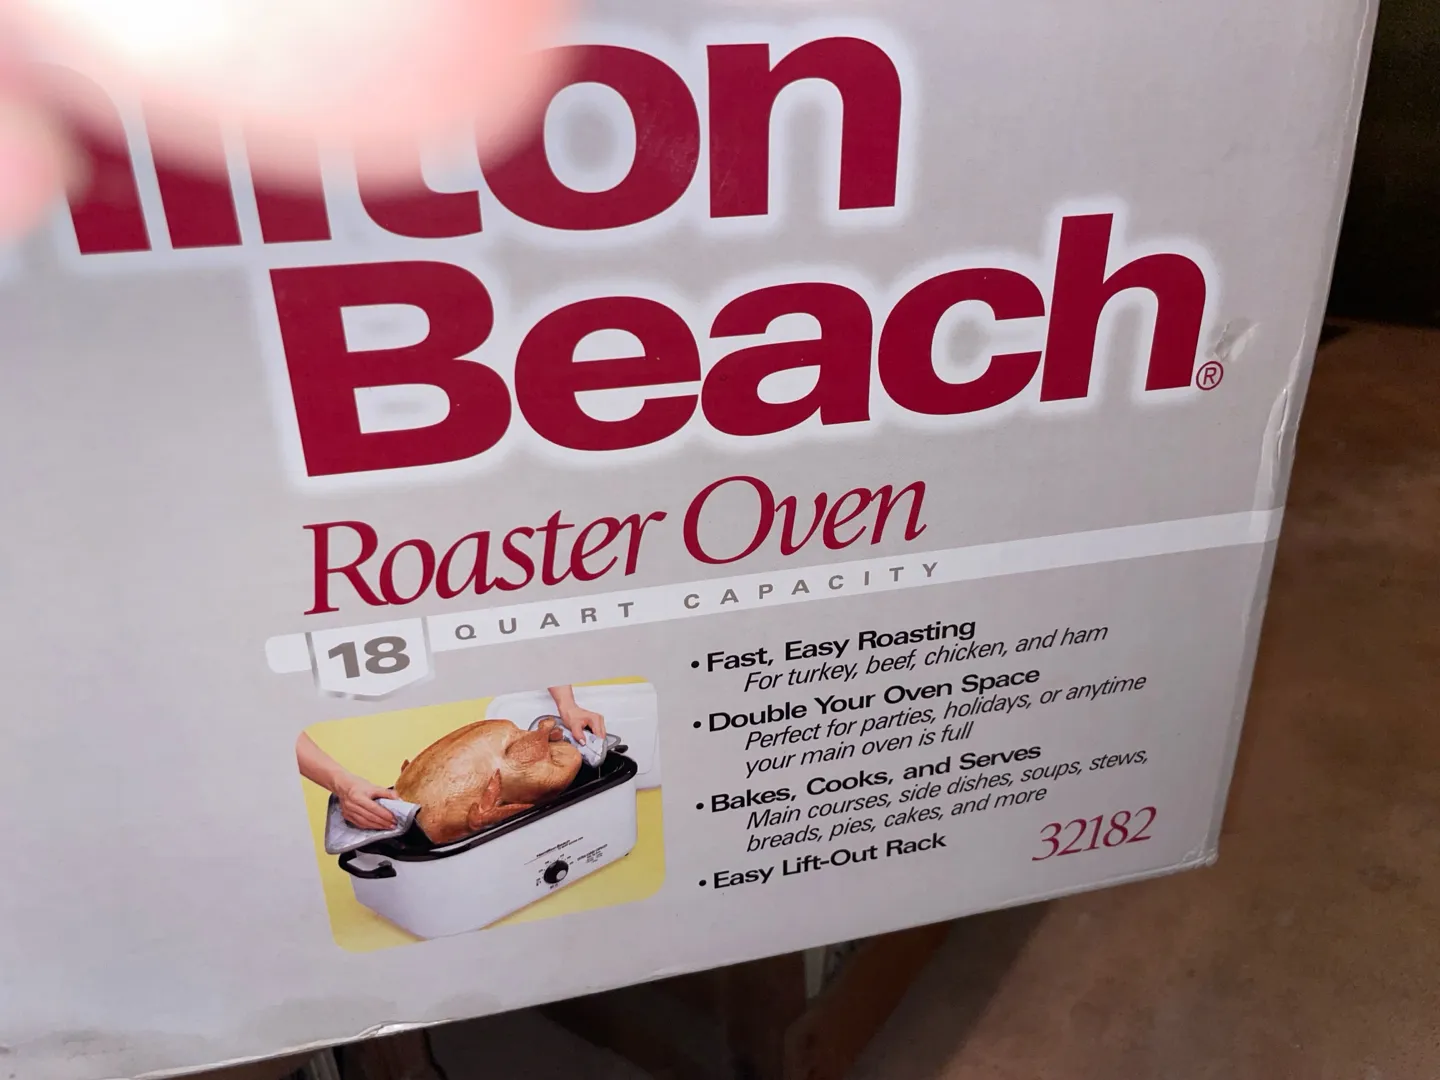 ilton
Beach®
Roaster Oven
18 QUART CAPACITY
• Fast, Easy Roasting
For turkey, beef, chicken, and ham
• Double Your Oven Space
Perfect for parties, holidays, or anytime
your main oven is full
• Bakes, Cooks, and Serves
Main courses, side dishes, soups, stews,
breads, pies, cakes, and more
• Easy Lift-Out Rack
32182